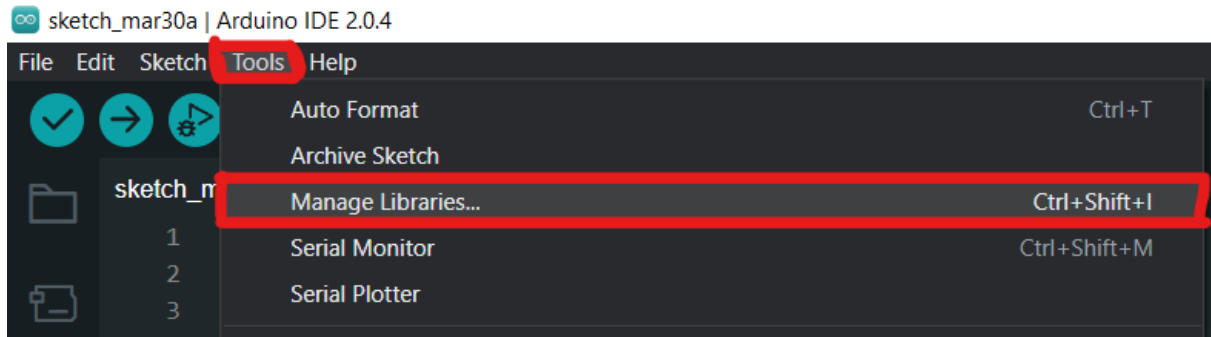 sketch_mar30a | Arduino IDE 2.0.4
File Edit Sketch Tools Help
Auto Format Ctrl+T
Archive Sketch
sketch_m
Manage Libraries... Ctrl+Shift+I
1
Serial Monitor Ctrl+Shift+M
2
Serial Plotter
3